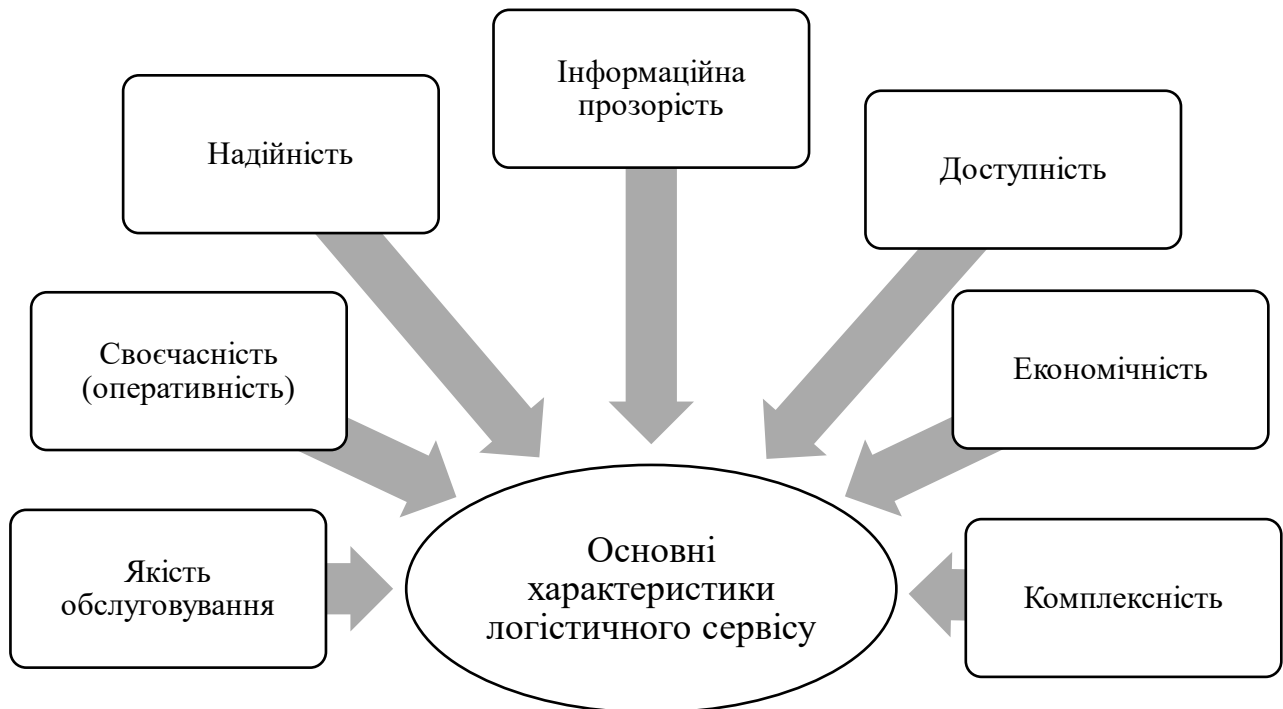 Інформаційна
прозорість
Надійність
Доступність
Своєчасність
(оперативність)
Економічність
Якість
обслуговування
Основні
характеристики
логістичного сервісу
Комплексність